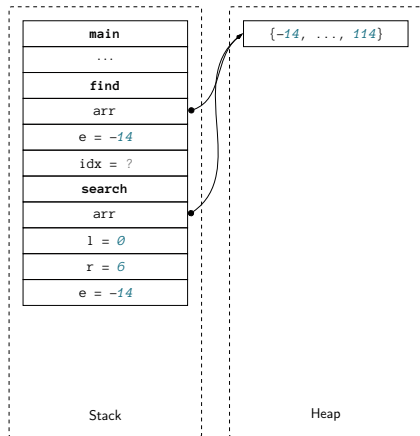 main
...
find
arr
e = -14
idx = ?
search
arr
l = 0
r = 6
e = -14
Stack
{-14, ..., 114}
Heap